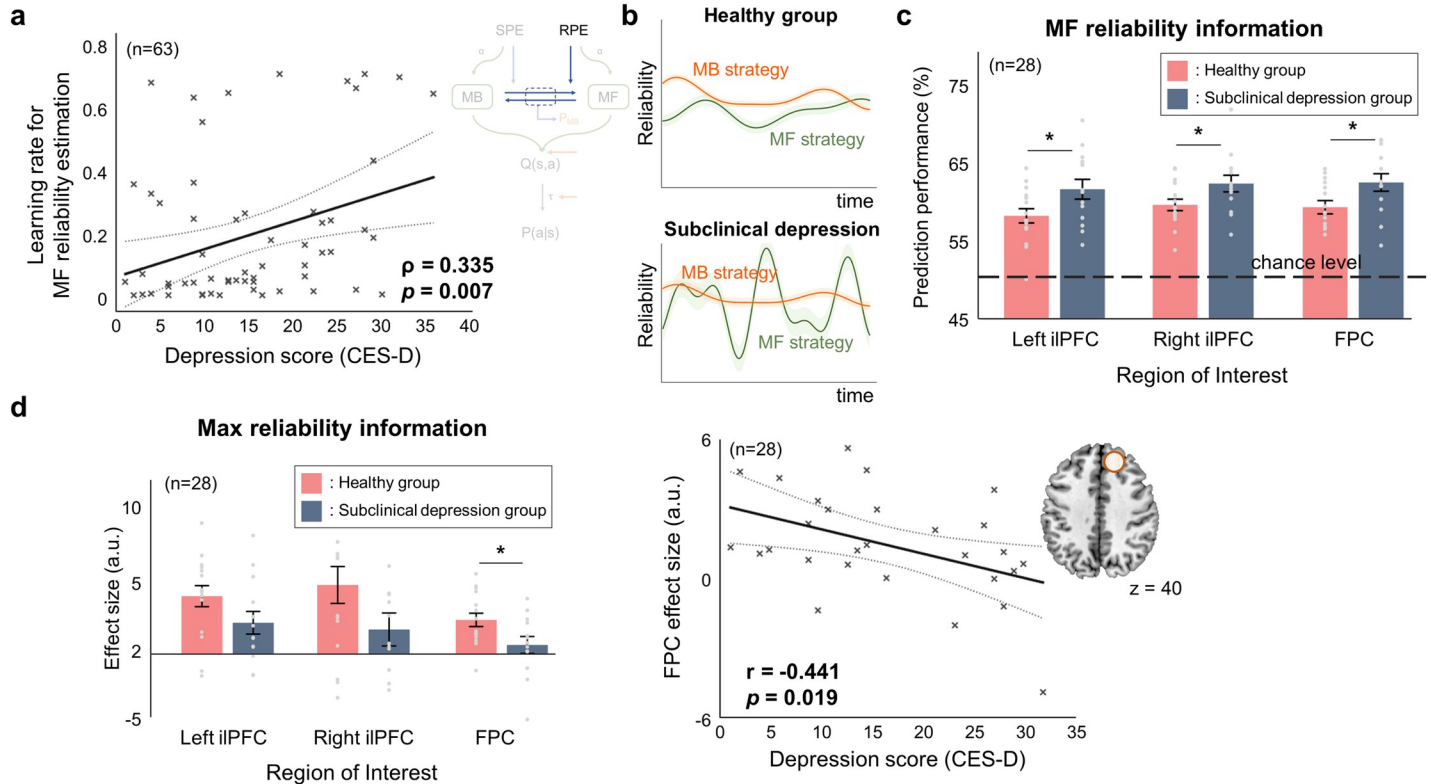 a
(n=63)
Learning rate for
MF reliability estimation
0.8
0.6
0.4
0.2
0
0
5
10
15
20
25
30
35
40
Depression score (CES-D)
ρ = 0.335
p = 0.007
SPE
RPE
α
α
MB
MF
PMB
Q(s,a)
τ
P(a|s)
b
Healthy group
MB strategy
MF strategy
Reliability
time
Subclinical depression
MB strategy
MF strategy
Reliability
time
c
MF reliability information
(n=28)
: Healthy group
: Subclinical depression group
Prediction performance (%)
75
65
55
45
*
*
*
chance level
Left ilPFC
Right ilPFC
FPC
Region of Interest
d
Max reliability information
(n=28)
: Healthy group
: Subclinical depression group
Effect size (a.u.)
10
5
2
-5
*
Left ilPFC
Right ilPFC
FPC
Region of Interest
(n=28)
FPC effect size (a.u.)
6
0
-6
r = -0.441
p = 0.019
0
5
10
15
20
25
30
35
Depression score (CES-D)
z = 40